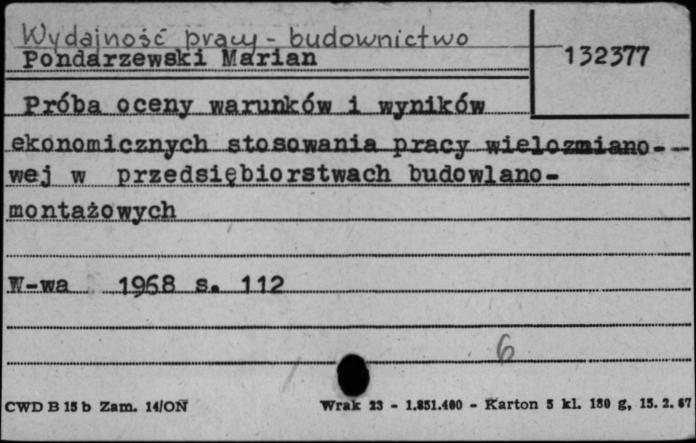 Wydajność pracy - budownictwo
Pondarzewski Marian
132377
Próba oceny warunków i wyników
ekonomicznych stosowania pracy wielozmiano-
wej w przedsiębiorstwach budowlano-
montażowych
W-wa 1968 s. 112
6
CWD B 15 b Zam. 14/ON
Wrak 23 - 1.851.400 - Karton 5 kl. 180 g, 15. 2. 67